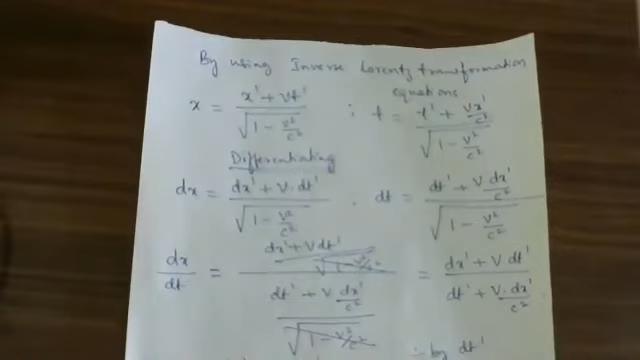 By using Inverse Lorentz transformation
equations
x = x' + vt' / √(1 - v²/c²) ; t = t' + vx'/c² / √(1 - v²/c²)
Differentiating
dx = dx' + v·dt' / √(1 - v²/c²) . dt = dt' + v dx'/c² / √(1 - v²/c²)
dx/dt = dx' + v dt' / √(1 - v²/c²) / dt' + v·dx'/c² / √(1 - v²/c²) = dx' + v dt' / dt' + v·dx'/c²
÷ by dt'